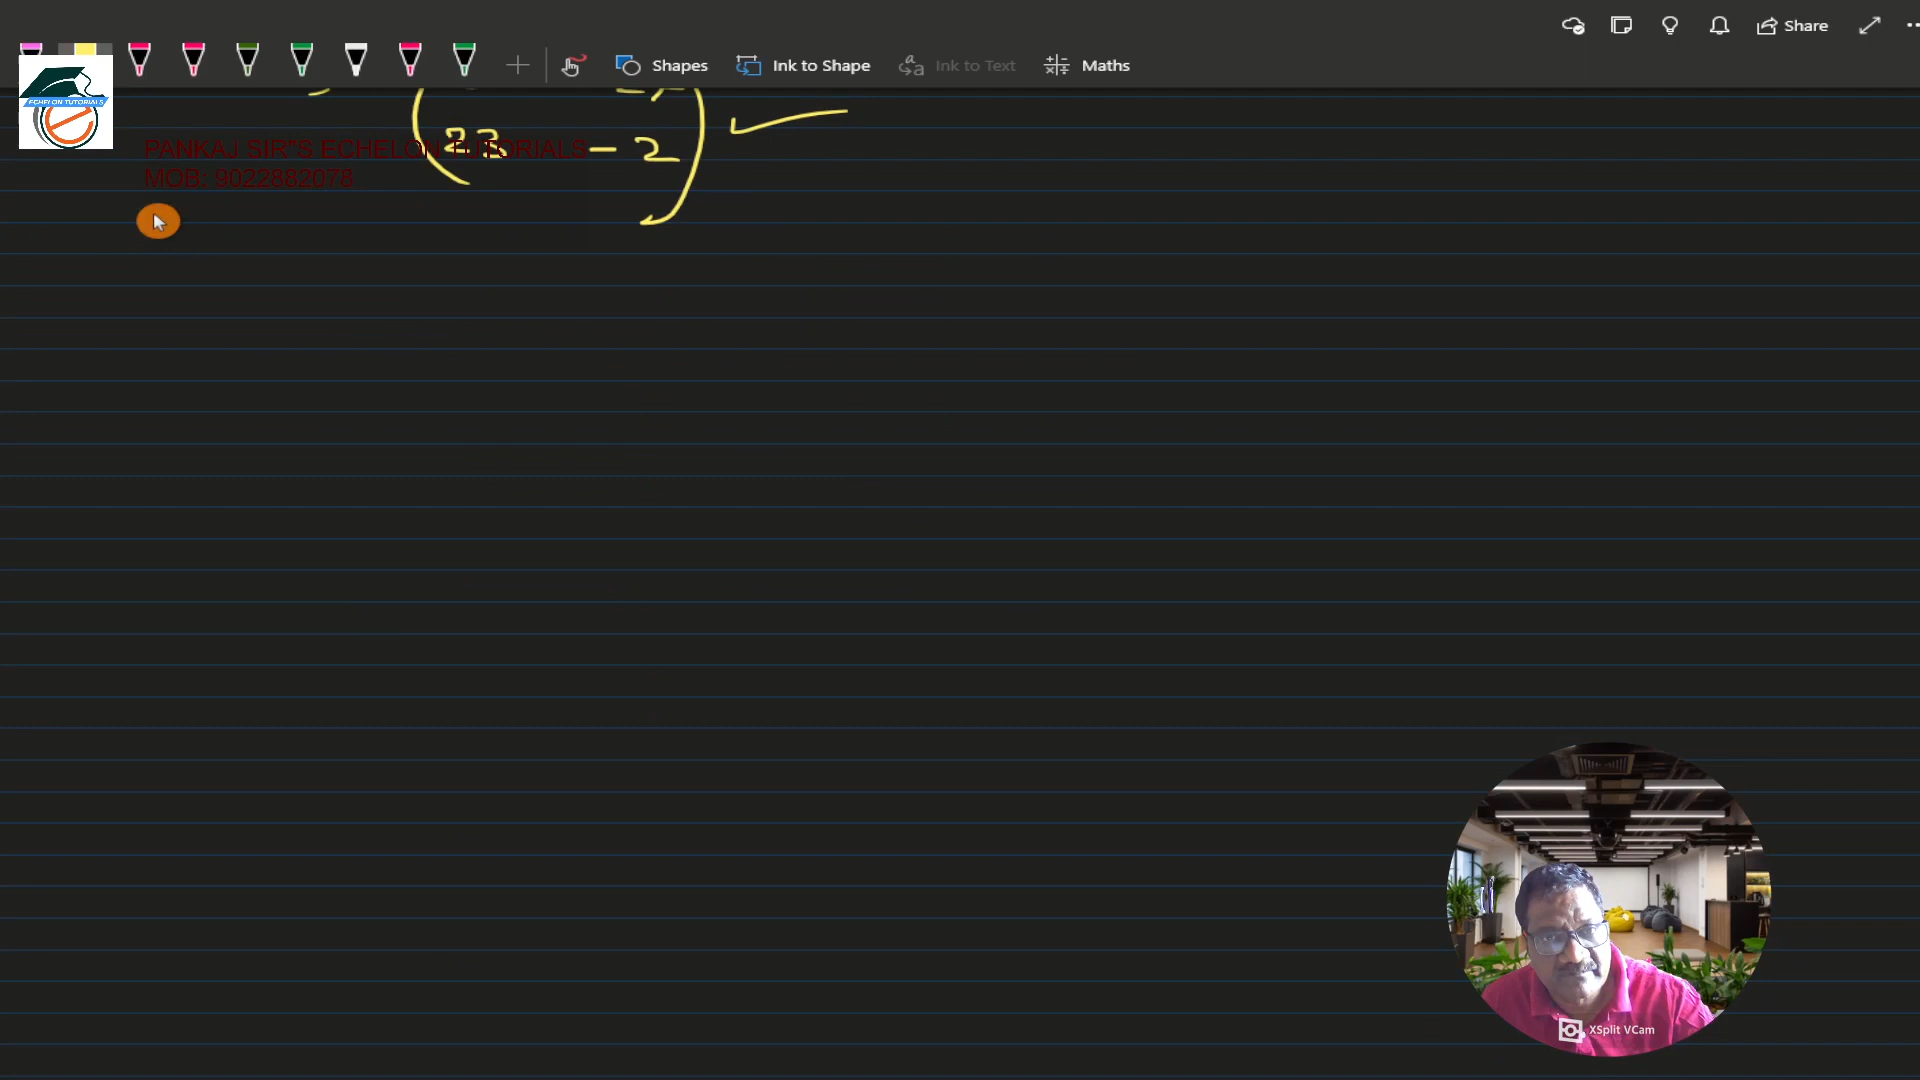 Share
Shapes
Ink to Shape
Ink to Text
Maths
ECHELON TUTORIALS
- 2
PANKAJ SIR"S ECHELON TUTORIALS
MOB: 9022882078
XSplit VCam